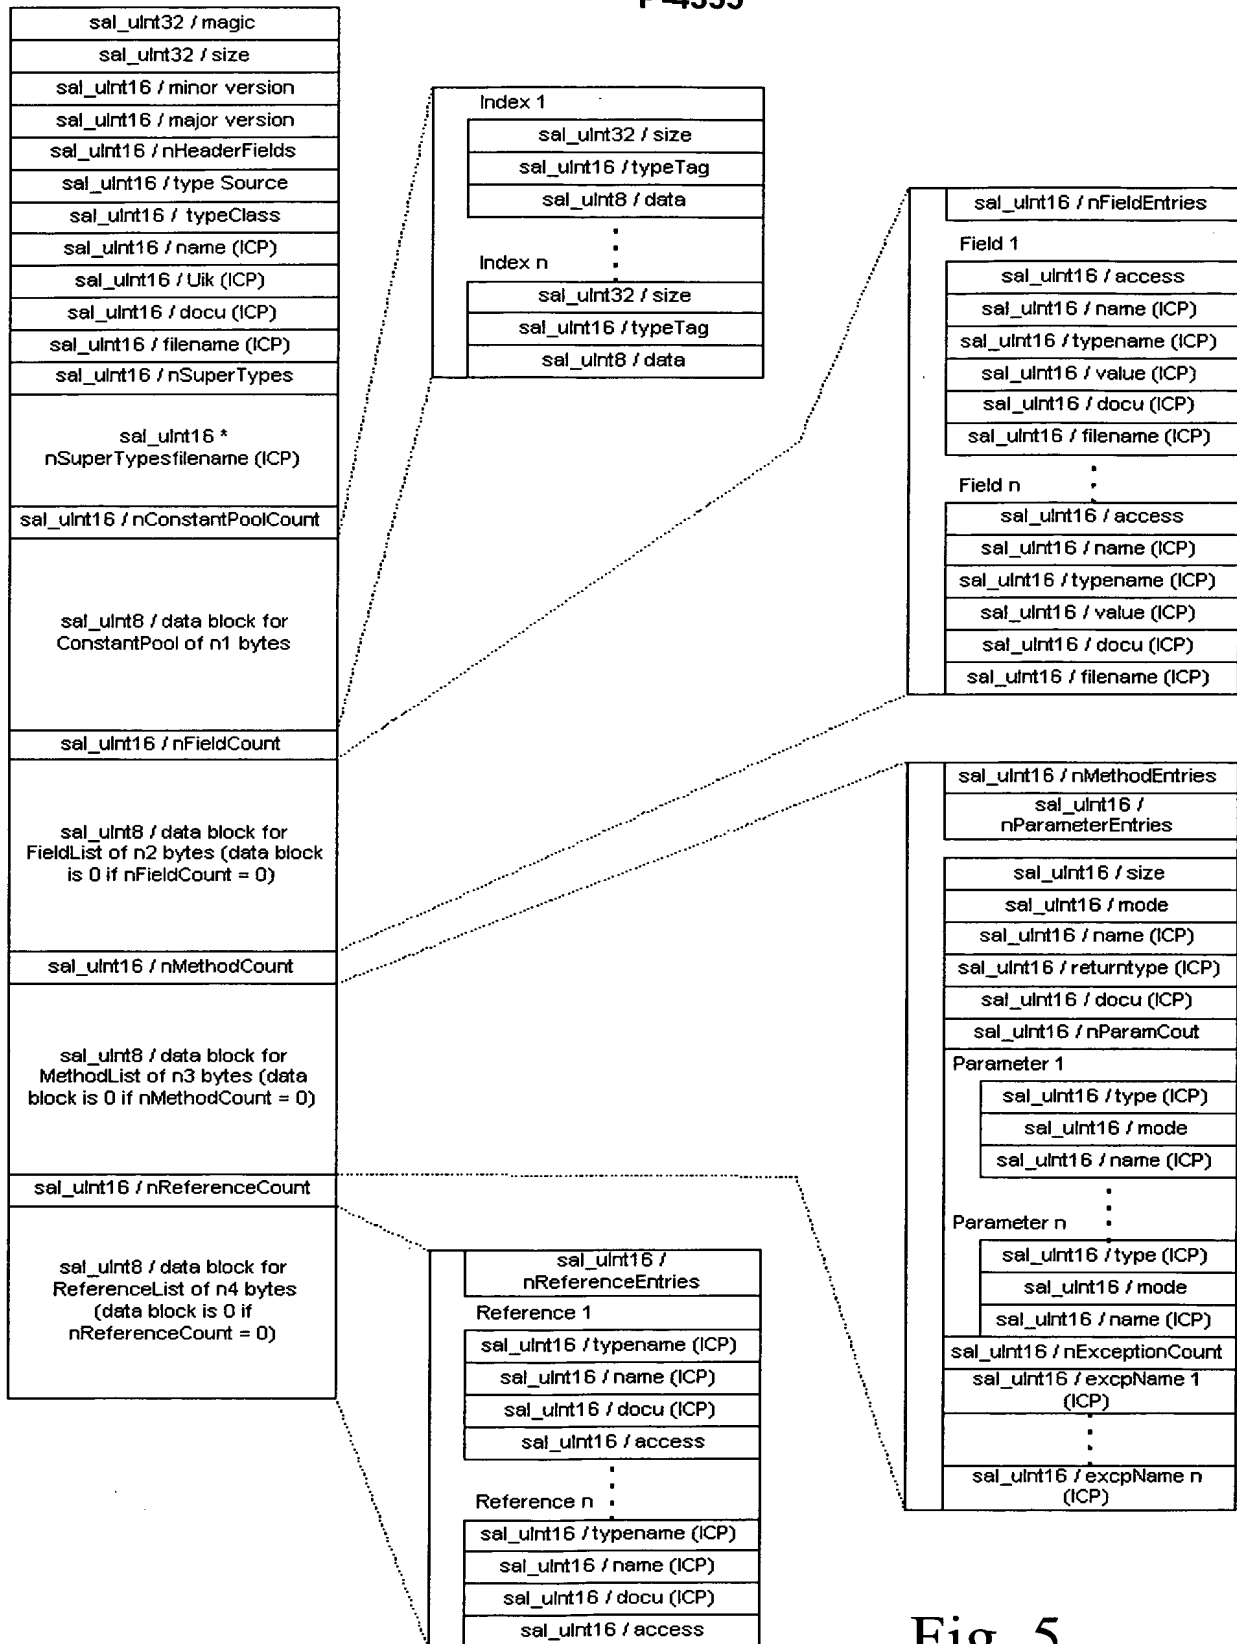 P-4555
sal_uInt32 / magic
sal_uInt32 / size
sal_uInt16 / minor version
sal_uInt16 / major version
sal_uInt16 / nHeaderFields
sal_uInt16 / type Source
sal_uInt16 / typeClass
sal_uInt16 / name (ICP)
sal_uInt16 / Uik (ICP)
sal_uInt16 / docu (ICP)
sal_uInt16 / filename (ICP)
sal_uInt16 / nSuperTypes
sal_uInt16 *
nSuperTypesfilename (ICP)
sal_uInt16 / nConstantPoolCount
sal_uInt8 / data block for
ConstantPool of n1 bytes
sal_uInt16 / nFieldCount
sal_uInt8 / data block for
FieldList of n2 bytes (data block
is 0 if nFieldCount = 0)
sal_uInt16 / nMethodCount
sal_uInt8 / data block for
MethodList of n3 bytes (data
block is 0 if nMethodCount = 0)
sal_uInt16 / nReferenceCount
sal_uInt8 / data block for
ReferenceList of n4 bytes
(data block is 0 if
nReferenceCount = 0)
Index 1
sal_uInt32 / size
sal_uInt16 / typeTag
sal_uInt8 / data
Index n
sal_uInt32 / size
sal_uInt16 / typeTag
sal_uInt8 / data
sal_uInt16 / nFieldEntries
Field 1
sal_uInt16 / access
sal_uInt16 / name (ICP)
sal_uInt16 / typename (ICP)
sal_uInt16 / value (ICP)
sal_uInt16 / docu (ICP)
sal_uInt16 / filename (ICP)
Field n
sal_uInt16 / access
sal_uInt16 / name (ICP)
sal_uInt16 / typename (ICP)
sal_uInt16 / value (ICP)
sal_uInt16 / docu (ICP)
sal_uInt16 / filename (ICP)
sal_uInt16 / nMethodEntries
sal_uInt16 /
nParameterEntries
sal_uInt16 / size
sal_uInt16 / mode
sal_uInt16 / name (ICP)
sal_uInt16 / returntype (ICP)
sal_uInt16 / docu (ICP)
sal_uInt16 / nParamCout
Parameter 1
sal_uInt16 / type (ICP)
sal_uInt16 / mode
sal_uInt16 / name (ICP)
Parameter n
sal_uInt16 / type (ICP)
sal_uInt16 / mode
sal_uInt16 / name (ICP)
sal_uInt16 / nExceptionCount
sal_uInt16 / excpName 1
(ICP)
sal_uInt16 / excpName n
(ICP)
sal_uInt16 /
nReferenceEntries
Reference 1
sal_uInt16 / typename (ICP)
sal_uInt16 / name (ICP)
sal_uInt16 / docu (ICP)
sal_uInt16 / access
Reference n
sal_uInt16 / typename (ICP)
sal_uInt16 / name (ICP)
sal_uInt16 / docu (ICP)
sal_uInt16 / access
Fig. 5